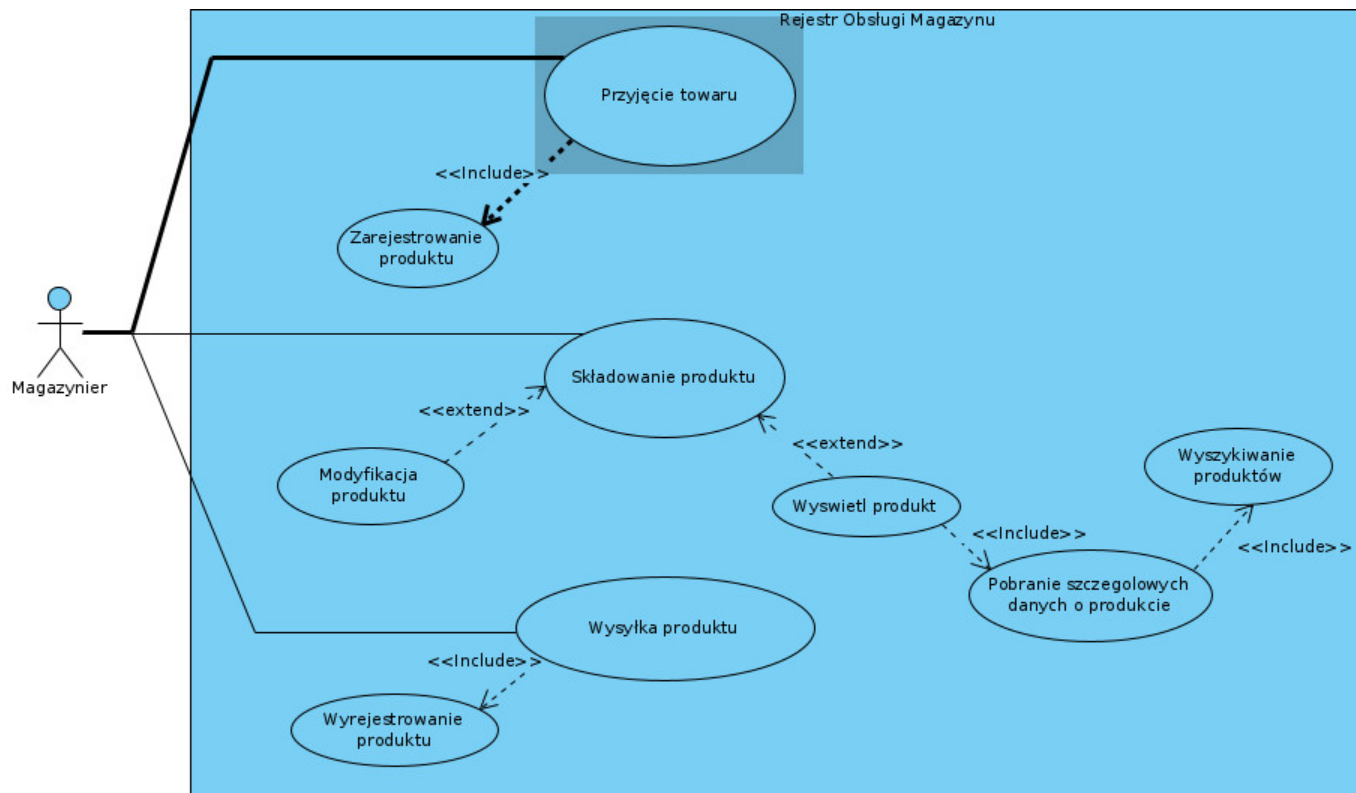 Rejestr Obsługi Magazynu
Przyjęcie towaru
<<Include>>
Zarejestrowanie
produktu
Magazynier
Składowanie produktu
<<extend>>
<<extend>>
Modyfikacja
produktu
Wyswietl produkt
Wyszykiwanie
produktów
<<Include>>
<<Include>>
Pobranie szczegolowych
danych o produkcie
Wysyłka produktu
<<Include>>
Wyrejestrowanie
produktu